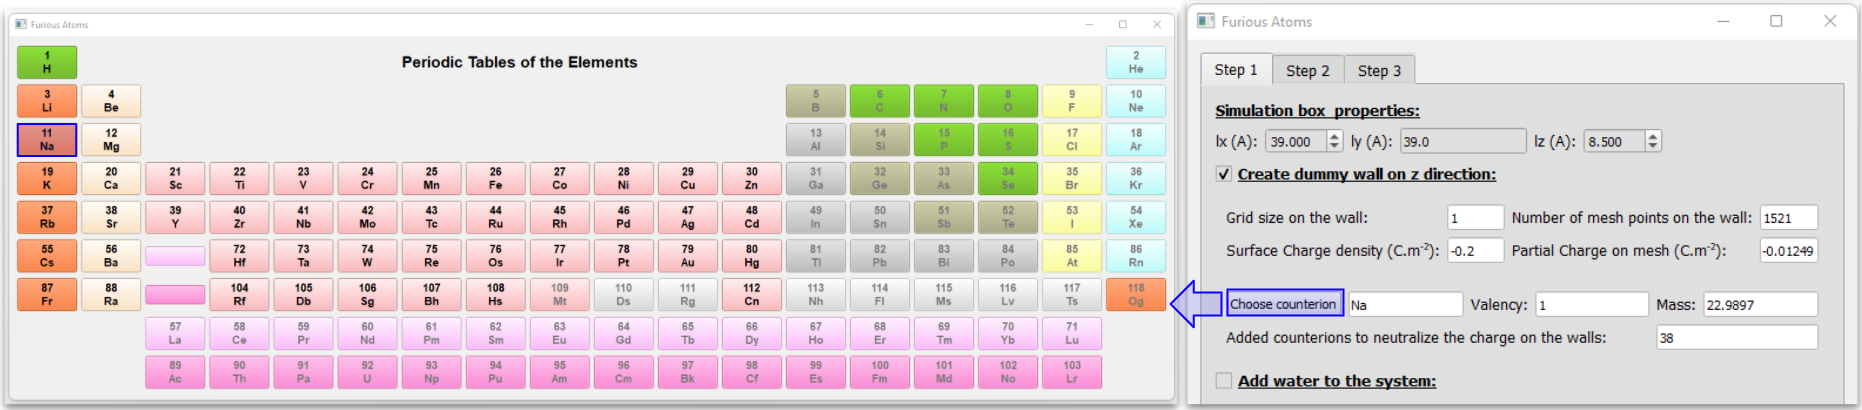 Furious Atoms
Periodic Tables of the Elements
1 2
H He
3 4 5 6 7 8 9 10
Li Be B C N O F Ne
11 12 13 14 15 16 17 18
Na Mg Al Si P S Cl Ar
19 20 21 22 23 24 25 26 27 28 29 30 31 32 33 34 35 36
K Ca Sc Ti V Cr Mn Fe Co Ni Cu Zn Ga Ge As Se Br Kr
37 38 39 40 41 42 43 44 45 46 47 48 49 50 51 52 53 54
Rb Sr Y Zr Nb Mo Tc Ru Rh Pd Ag Cd In Sn Sb Te I Xe
55 56 72 73 74 75 76 77 78 79 80 81 82 83 84 85 86
Cs Ba Hf Ta W Re Os Ir Pt Au Hg Tl Pb Bi Po At Rn
87 88 104 105 106 107 108 109 110 111 112 113 114 115 116 117 118
Fr Ra Rf Db Sg Bh Hs Mt Ds Rg Cn Nh Fl Ms Lv Ts Og
57 58 59 60 61 62 63 64 65 66 67 68 69 70 71
La Ce Pr Nd Pm Sm Eu Gd Tb Dy Ho Er Tm Yb Lu
89 90 91 92 93 94 95 96 97 98 99 100 101 102 103
Ac Th Pa U Np Pu Am Cm Bk Cf Es Fm Md No Lr
Furious Atoms
Step 1 Step 2 Step 3
Simulation box properties:
lx (A): 39.000 ly (A): 39.0 lz (A): 8.500
Create dummy wall on z direction:
Grid size on the wall: 1 Number of mesh points on the wall: 1521
Surface Charge density (C.m⁻²): -0.2 Partial Charge on mesh (C.m⁻²): -0.01249
Choose counterion Na Valency: 1 Mass: 22.9897
Added counterions to neutralize the charge on the walls: 38
Add water to the system: